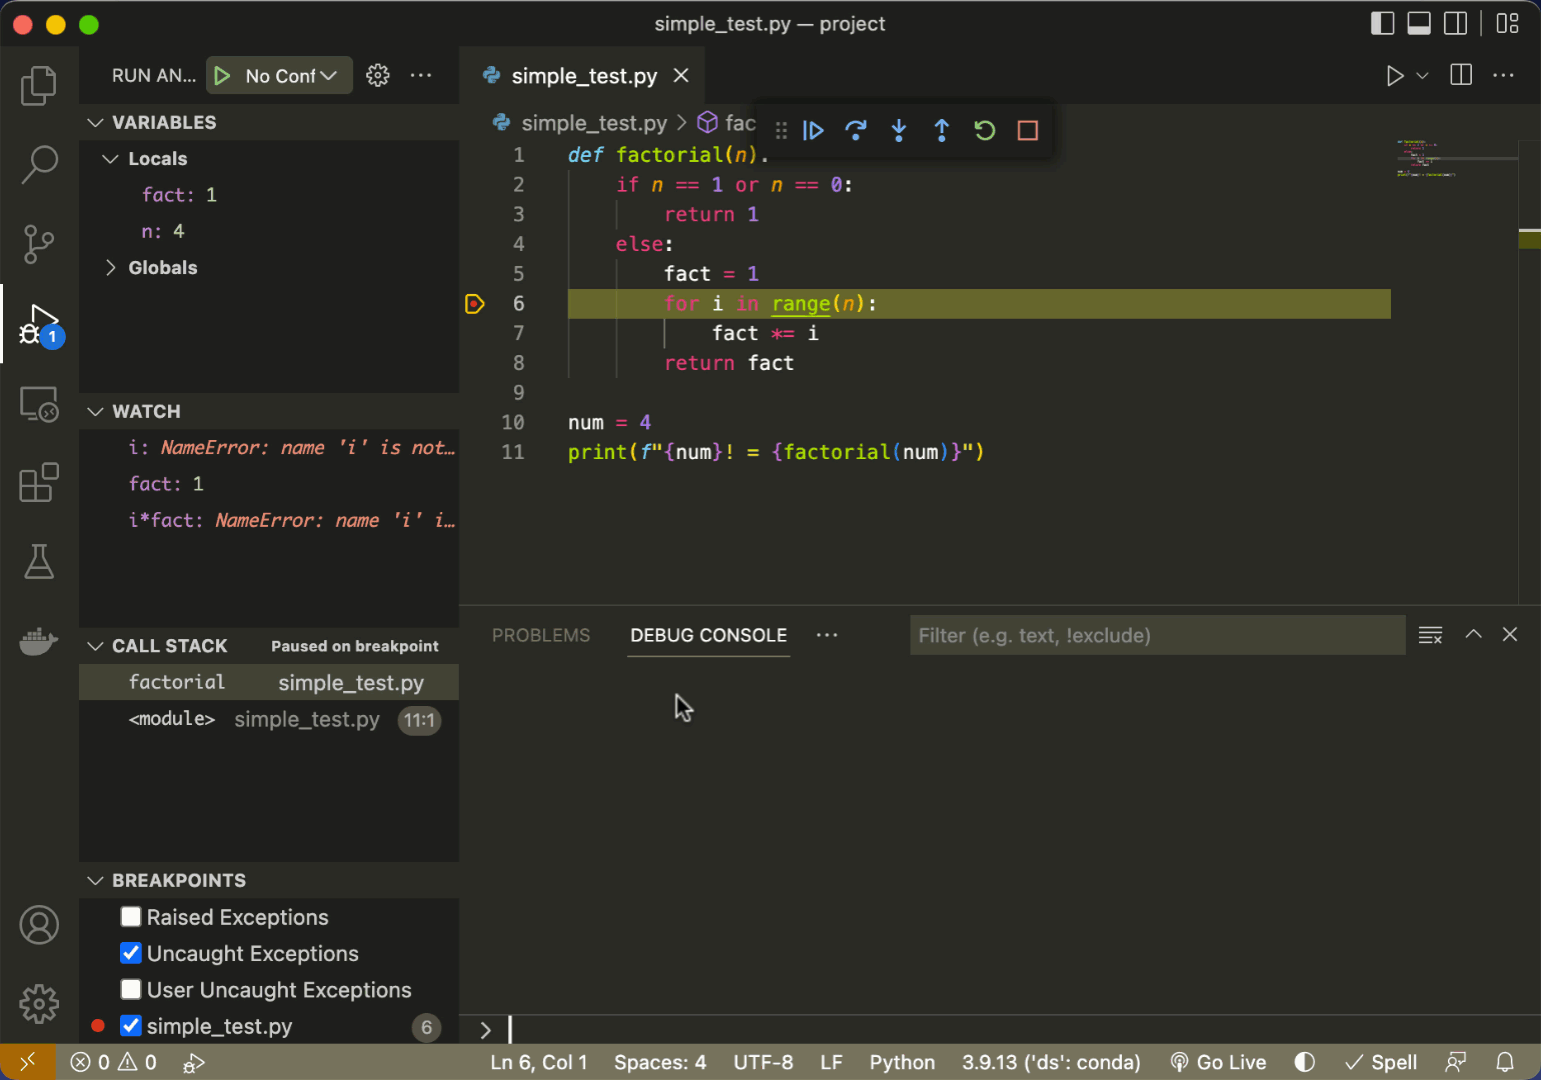 simple_test.py — project
RUN AN... No Conf
VARIABLES
Locals
fact: 1
n: 4
Globals
1
WATCH
i: NameError: name 'i' is not…
fact: 1
i*fact: NameError: name 'i' i…
CALL STACK Paused on breakpoint
factorial simple_test.py
<module> simple_test.py 11:1
BREAKPOINTS
Raised Exceptions
Uncaught Exceptions
User Uncaught Exceptions
simple_test.py 6
simple_test.py
simple_test.py > fac
1 def factorial(n):
2 if n == 1 or n == 0:
3 return 1
4 else:
5 fact = 1
6 for i in range(n):
7 fact *= i
8 return fact
9
10 num = 4
11 print(f"{num}! = {factorial(num)}")
PROBLEMS DEBUG CONSOLE Filter (e.g. text, !exclude)
>
0 0 Ln 6, Col 1 Spaces: 4 UTF-8 LF Python 3.9.13 ('ds': conda) Go Live Spell